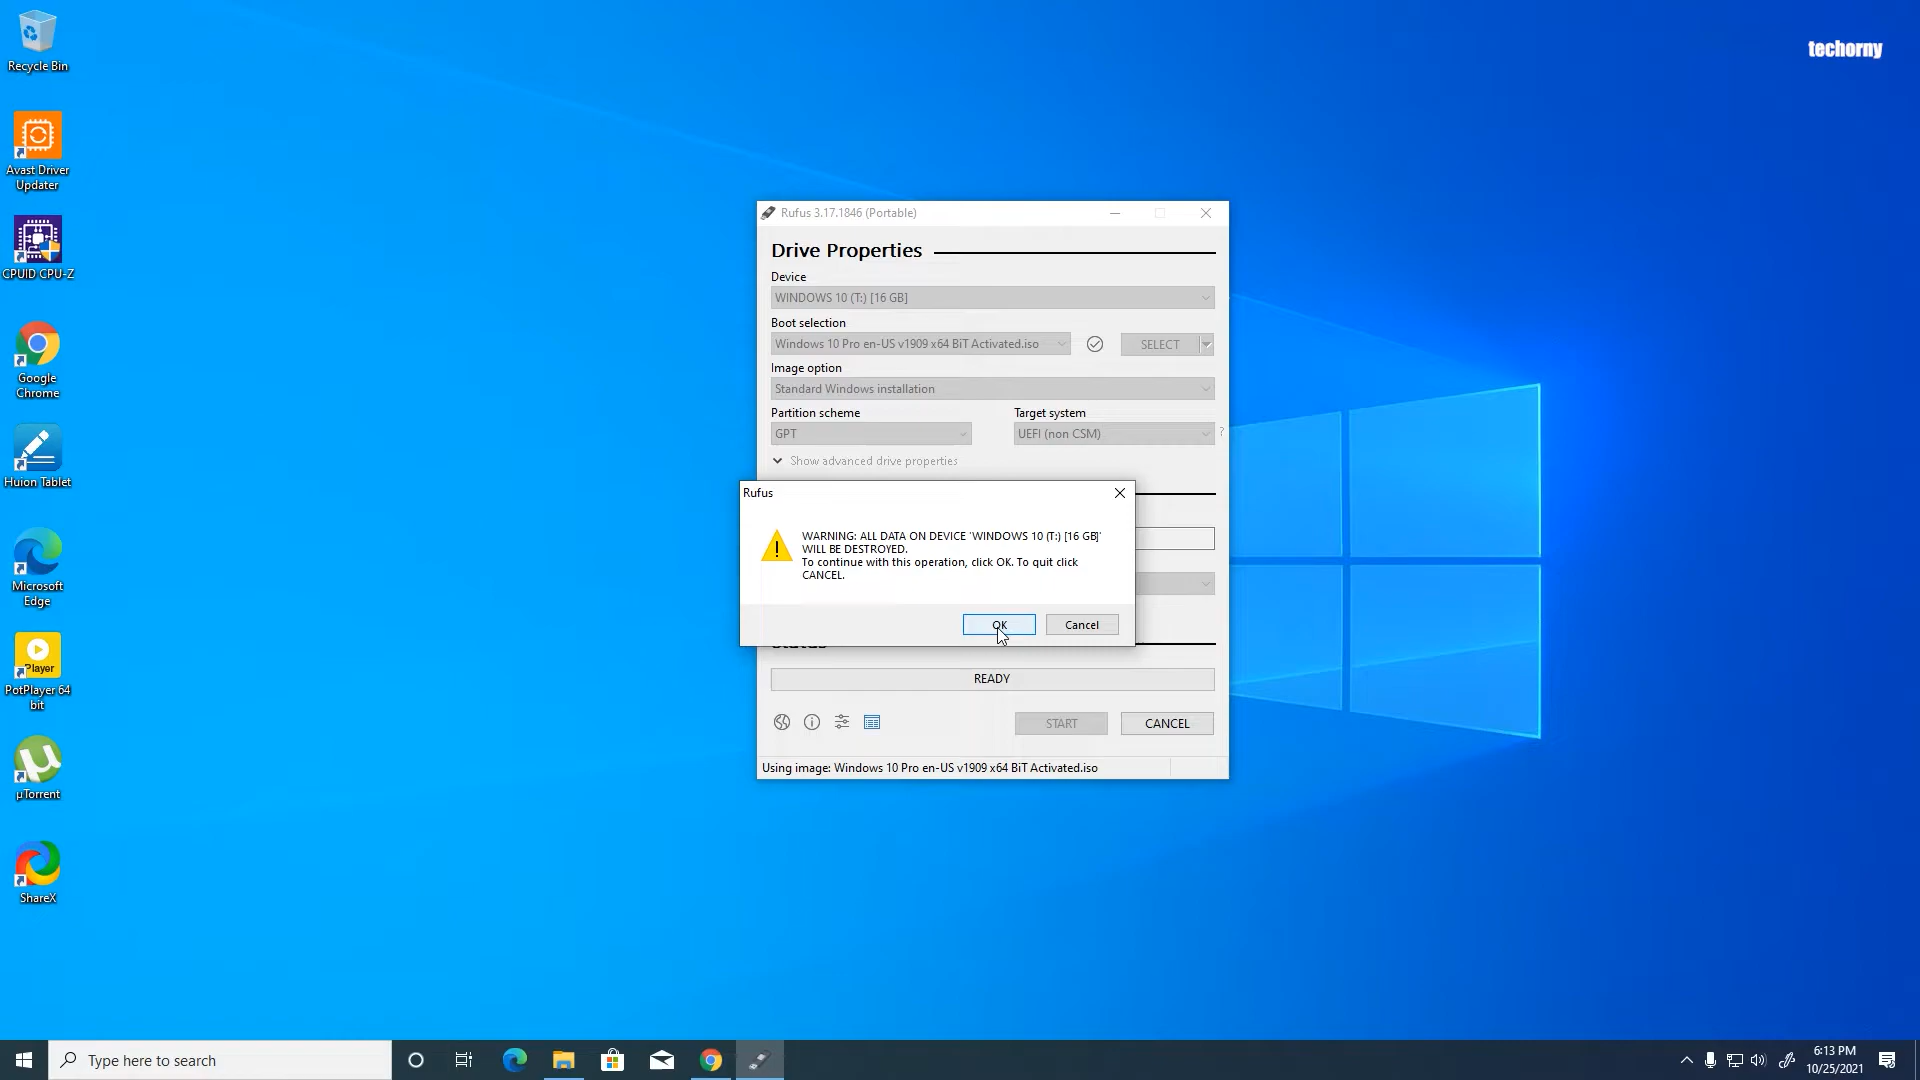 Recycle Bin
techorny
Avast Driver
Updater
CPUID CPU-Z
Google
Chrome
Huion Tablet
Microsoft
Edge
Player
PotPlayer 64
bit
µTorrent
ShareX
Rufus 3.17.1846 (Portable)
Drive Properties
Device
WINDOWS 10 (T:) [16 GB]
Boot selection
Windows 10 Pro en-US v1909 x64 BiT Activated.iso
SELECT
Image option
Standard Windows installation
Partition scheme
Target system
GPT
UEFI (non CSM)
?
Show advanced drive properties
Rufus
WARNING: ALL DATA ON DEVICE 'WINDOWS 10 (T:) [16 GB]'
WILL BE DESTROYED.
To continue with this operation, click OK. To quit click
CANCEL.
OK
Cancel
Status
READY
START
CANCEL
Using image: Windows 10 Pro en-US v1909 x64 BiT Activated.iso
Type here to search
6:13 PM
10/25/2021